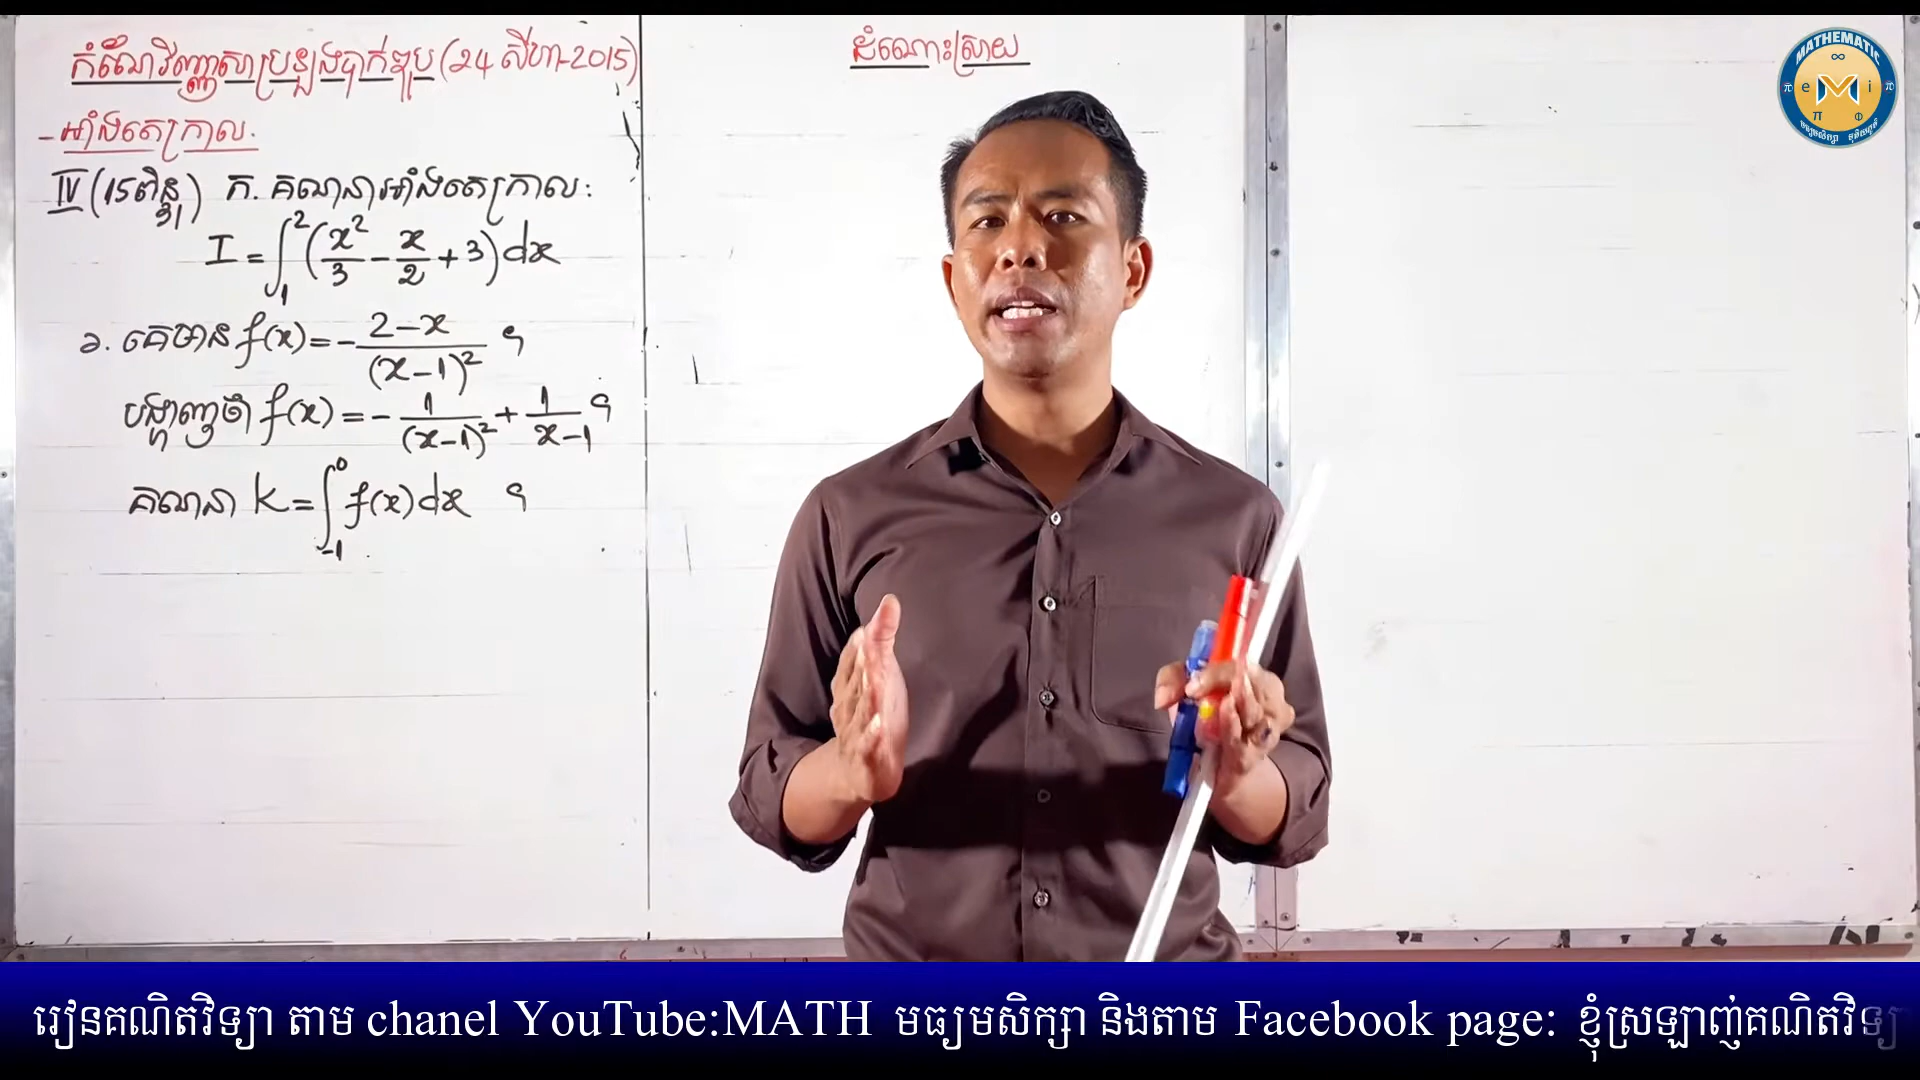 កំណែវិញ្ញាសាប្រឡងបាក់ឌុប (24 សីហា-2015)
- អាំងតេក្រាល.
IV (15ពិន្ទុ) ក. គណនាអាំងតេក្រាល:
I = ∫₁² (x²/3 - x/2 + 3) dx
ខ. គេមាន f(x) = - (2-x)/(x-1)² ។
បង្ហាញថា f(x) = - 1/(x-1)² + 1/(x-1) ។
គណនា K = ∫₋₁⁰ f(x) dx ។
ដំណោះស្រាយ
MATHEMATIC
∞
π e M i π
π Φ
រៀនគណិតវិទ្យា តាម chanel YouTube:MATH មធ្យមសិក្សា និងតាម Facebook page: ខ្ញុំស្រឡាញ់គណិតវិទ្យ